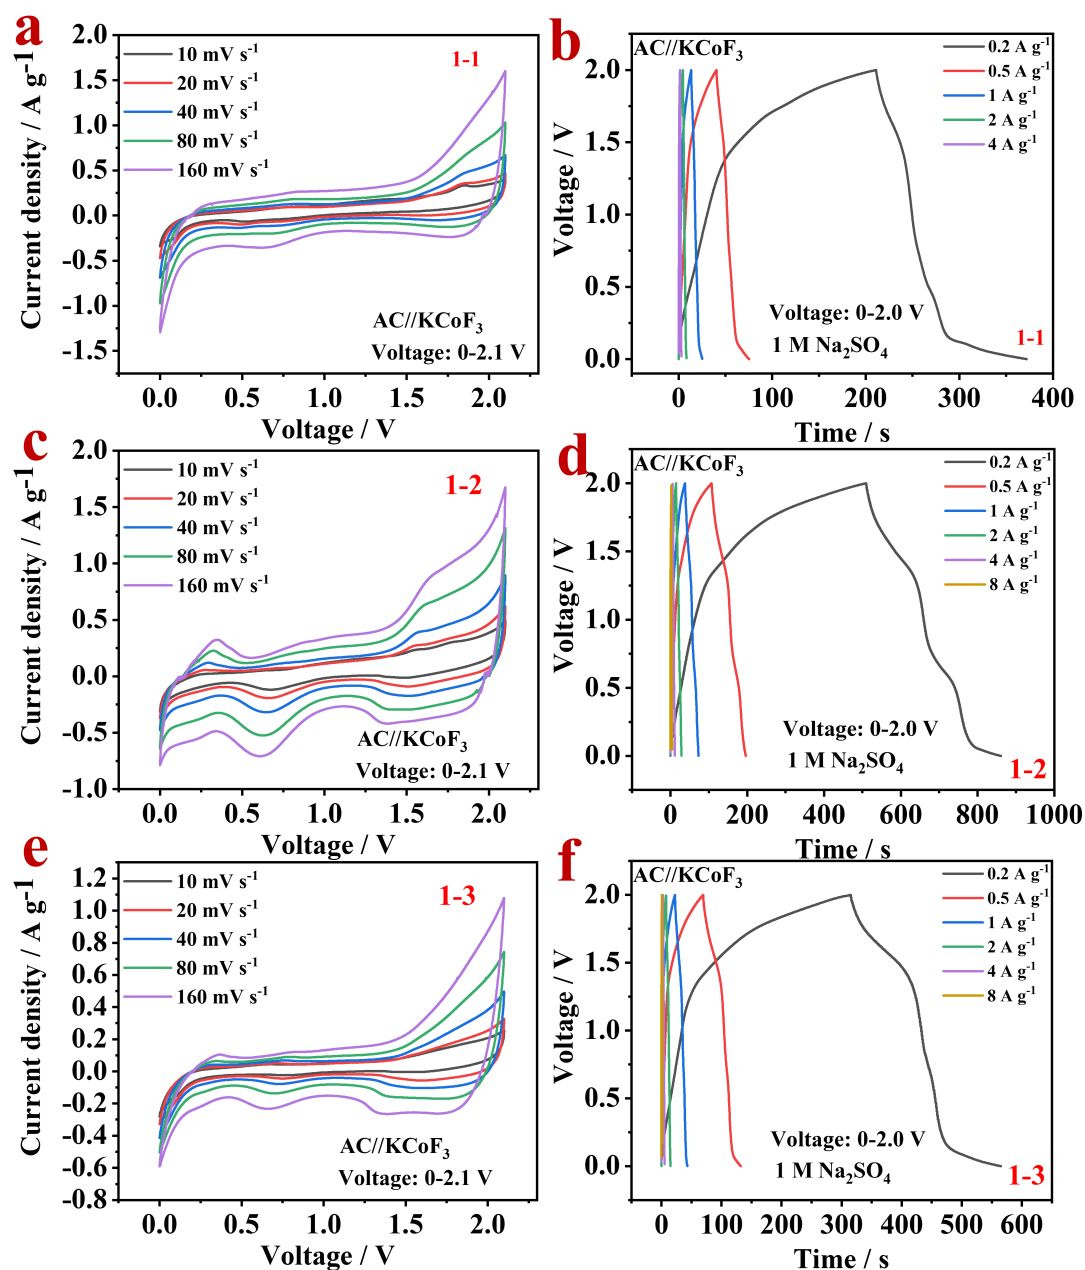 a
Current density / A g⁻¹
2.0
1.5
1.0
0.5
0.0
-0.5
-1.0
-1.5
10 mV s⁻¹
20 mV s⁻¹
40 mV s⁻¹
80 mV s⁻¹
160 mV s⁻¹
1-1
AC//KCoF₃
Voltage: 0-2.1 V
0.0 0.5 1.0 1.5 2.0
Voltage / V
b
Voltage / V
2.0
1.5
1.0
0.5
0.0
AC//KCoF₃
0.2 A g⁻¹
0.5 A g⁻¹
1 A g⁻¹
2 A g⁻¹
4 A g⁻¹
Voltage: 0-2.0 V
1 M Na₂SO₄
1-1
0 100 200 300 400
Time / s
c
Current density / A g⁻¹
2.0
1.5
1.0
0.5
0.0
-0.5
-1.0
10 mV s⁻¹
20 mV s⁻¹
40 mV s⁻¹
80 mV s⁻¹
160 mV s⁻¹
1-2
AC//KCoF₃
Voltage: 0-2.1 V
0.0 0.5 1.0 1.5 2.0
Voltage / V
d
Voltage / V
2.0
1.5
1.0
0.5
0.0
AC//KCoF₃
0.2 A g⁻¹
0.5 A g⁻¹
1 A g⁻¹
2 A g⁻¹
4 A g⁻¹
8 A g⁻¹
Voltage: 0-2.0 V
1 M Na₂SO₄
1-2
0 200 400 600 800 1000
Time / s
e
Current density / A g⁻¹
1.2
1.0
0.8
0.6
0.4
0.2
0.0
-0.2
-0.4
-0.6
-0.8
10 mV s⁻¹
20 mV s⁻¹
40 mV s⁻¹
80 mV s⁻¹
160 mV s⁻¹
1-3
AC//KCoF₃
Voltage: 0-2.1 V
0.0 0.5 1.0 1.5 2.0
Voltage / V
f
Voltage / V
2.0
1.5
1.0
0.5
0.0
AC//KCoF₃
0.2 A g⁻¹
0.5 A g⁻¹
1 A g⁻¹
2 A g⁻¹
4 A g⁻¹
8 A g⁻¹
Voltage: 0-2.0 V
1 M Na₂SO₄
1-3
0 100 200 300 400 500 600
Time / s